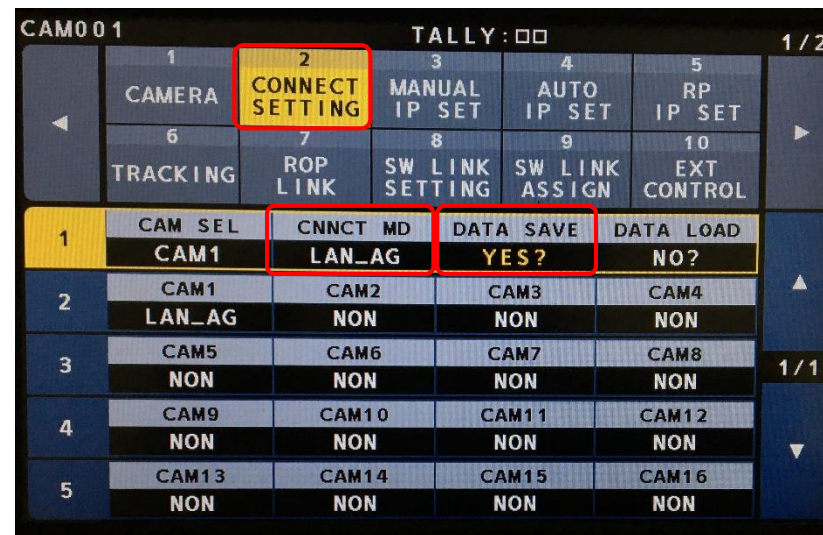 CAM001 TALLY:□□ 1/2
1 2 3 4 5
CAMERA CONNECT SETTING MANUAL IP SET AUTO IP SET RP IP SET
◀ ▶
6 7 8 9 10
TRACKING ROP LINK SW LINK SETTING SW LINK ASSIGN EXT CONTROL
1 CAM SEL CNNCT MD DATA SAVE DATA LOAD
CAM1 LAN_AG YES? NO?
▲
2 CAM1 CAM2 CAM3 CAM4
LAN_AG NON NON NON
3 CAM5 CAM6 CAM7 CAM8 1/1
NON NON NON NON
4 CAM9 CAM10 CAM11 CAM12
NON NON NON NON
▼
5 CAM13 CAM14 CAM15 CAM16
NON NON NON NON